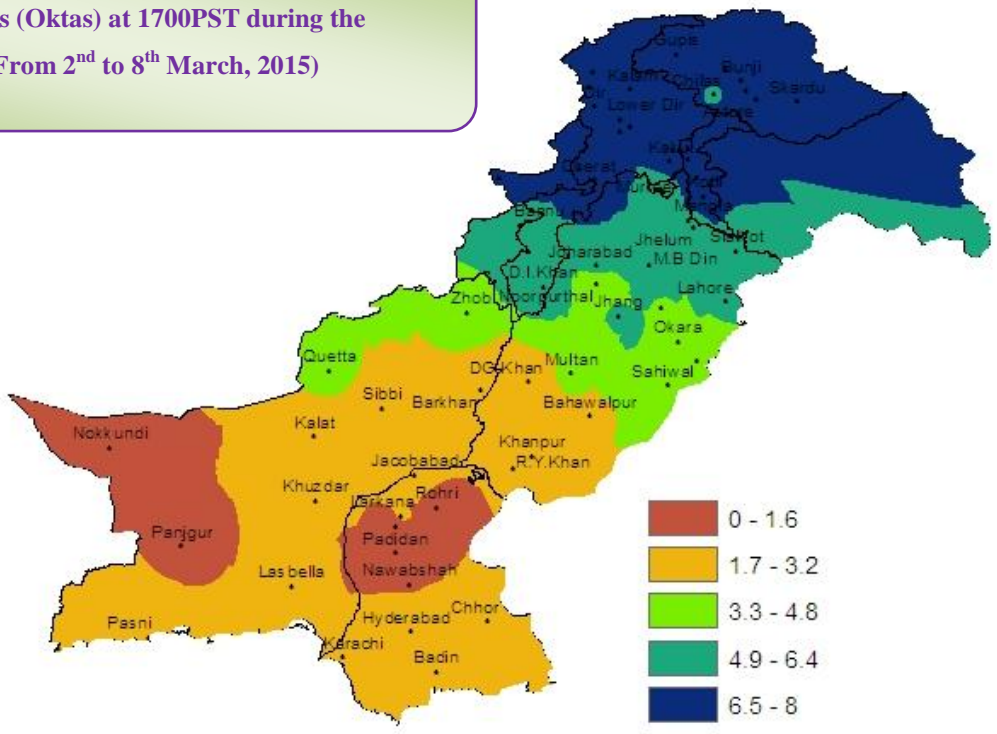 s (Oktas) at 1700PST during the
From 2nd to 8th March, 2015)
Gupis
Bunji
Kalam
Chilas
Skardu
Dir
Lower Dir
Astore
Kakul
Cherat
Murree
Kotli
Mangla
Bannu
Sialkot
Jhelum
Joharabad
M.B Din
D.I.Khan
Lahore
Zhob
Noorpurthal
Jhang
Okara
Quetta
Multan
DG Khan
Sahiwal
Sibbi
Barkhan
Bahawalpur
Kalat
Nokkundi
Khanpur
Jacobabad
R.Y.Khan
Khuzdar
Rohri
Larkana
0 - 1.6
Panjgur
Padidan
1.7 - 3.2
Lasbella
Nawabshah
Chhor
3.3 - 4.8
Pasni
Hyderabad
Karachi
Badin
4.9 - 6.4
6.5 - 8